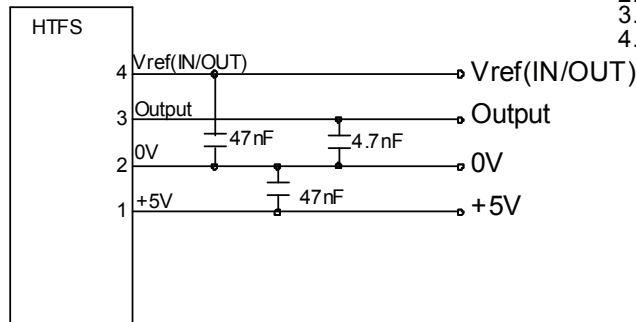 2.
3.
4.
HTFS
4 Vref(IN/OUT) Vref(IN/OUT)
3 Output Output
47nF 4.7nF
2 0V 0V
47nF
1 +5V +5V